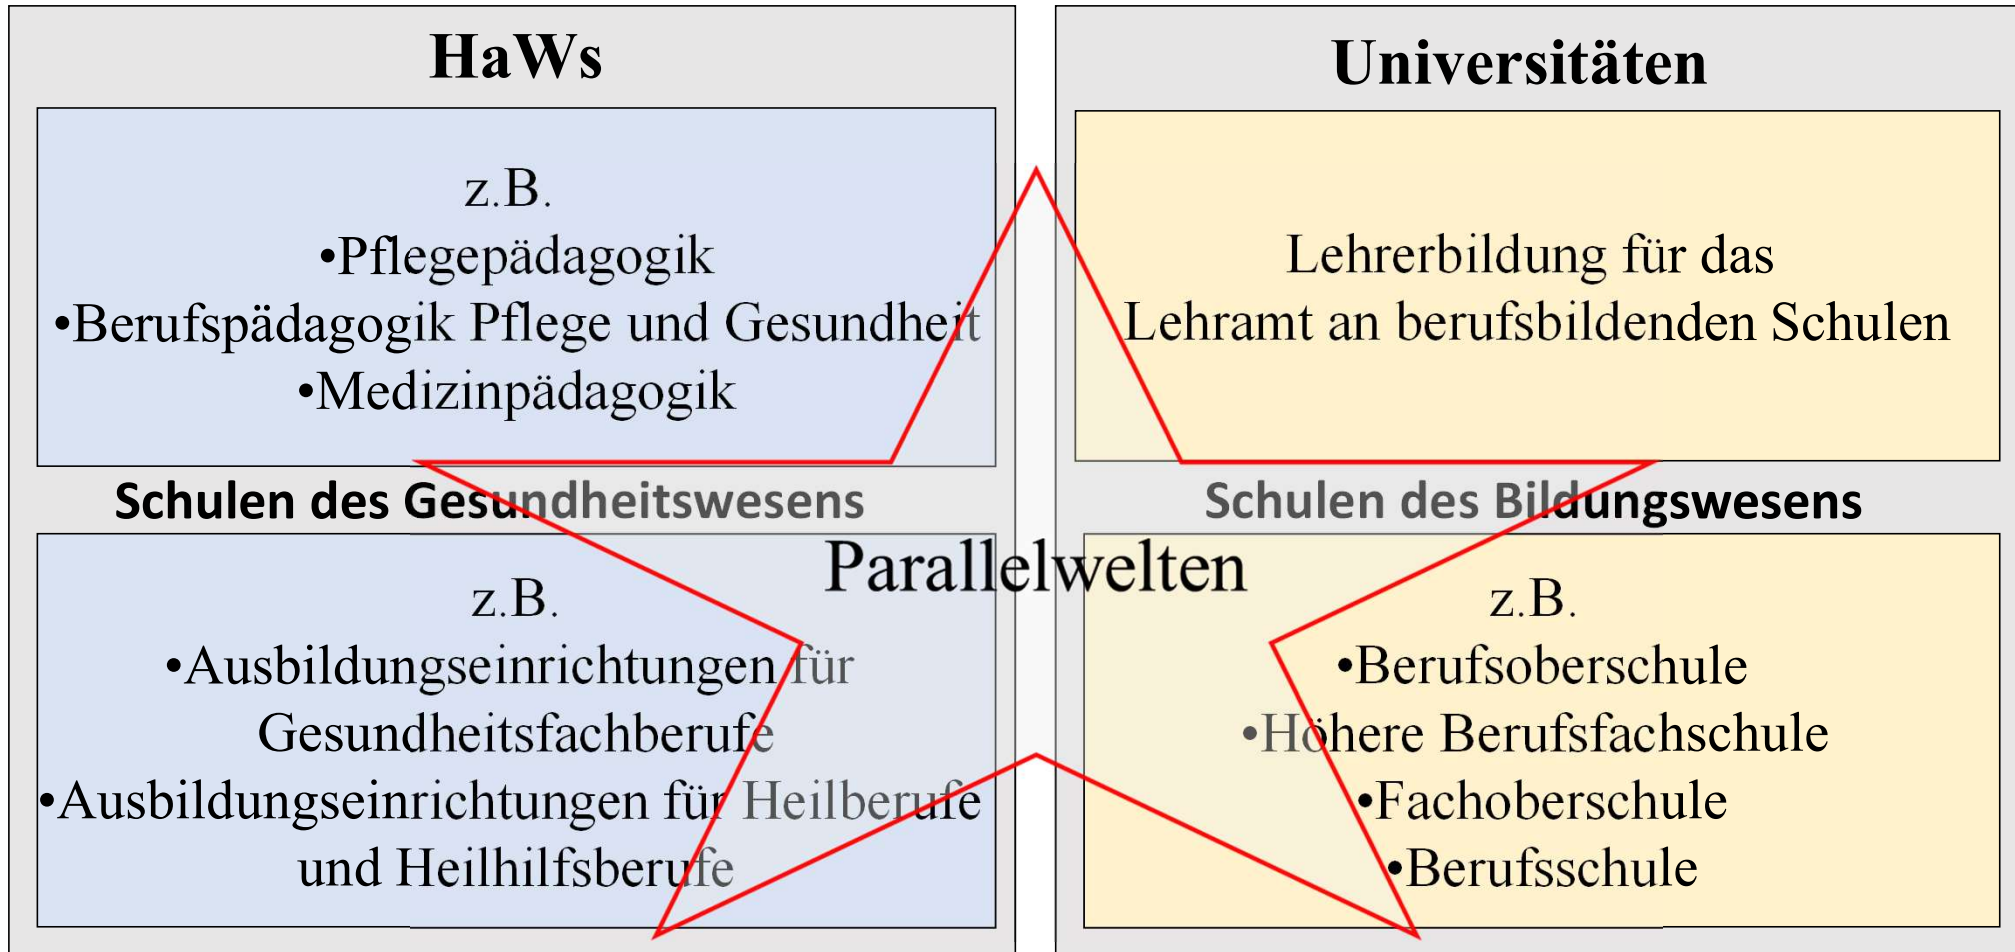 HaWs
z.B.
•Pflegepädagogik
•Berufspädagogik Pflege und Gesundheit
•Medizinpädagogik
Schulen des Gesundheitswesens
z.B.
•Ausbildungseinrichtungen für
Gesundheitsfachberufe
•Ausbildungseinrichtungen für Heilberufe
und Heilhilfsberufe
Parallelwelten
Universitäten
Lehrerbildung für das
Lehramt an berufsbildenden Schulen
Schulen des Bildungswesens
z.B.
•Berufsoberschule
•Höhere Berufsfachschule
•Fachoberschule
•Berufsschule